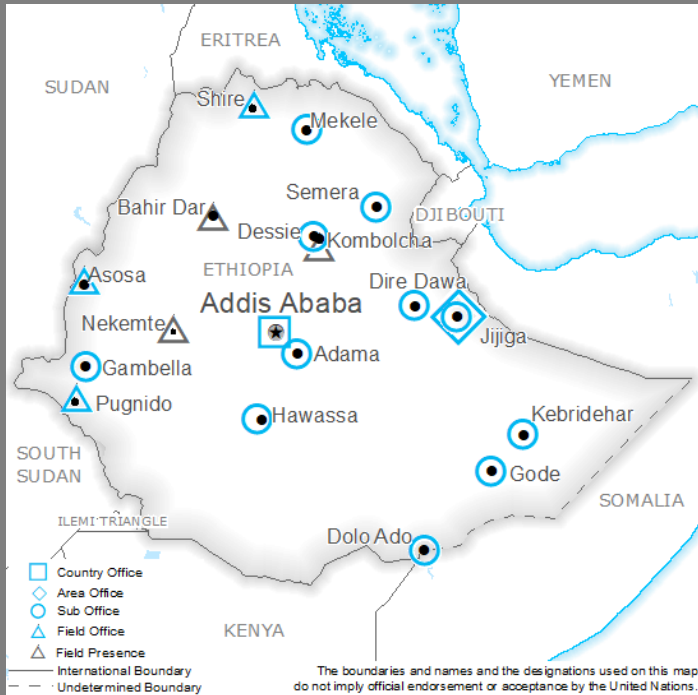 ERITREA
SUDAN
YEMEN
Shire
Mekele
Semera
Bahir Dar
DJIBOUTI
Dessie
Kombolcha
ETHIOPIA
Asosa
Dire Dawa
Addis Ababa
Nekemte
Jijiga
Adama
Gambella
Pugnido
Hawassa
Kebridehar
SOUTH
SUDAN
Gode
SOMALIA
ILEMI TRIANGLE
Dolo Ado
Country Office
Area Office
Sub Office
Field Office
KENYA
Field Presence
International Boundary
Undetermined Boundary
The boundaries and names and the designations used on this map
do not imply official endorsement or acceptance by the United Nations.